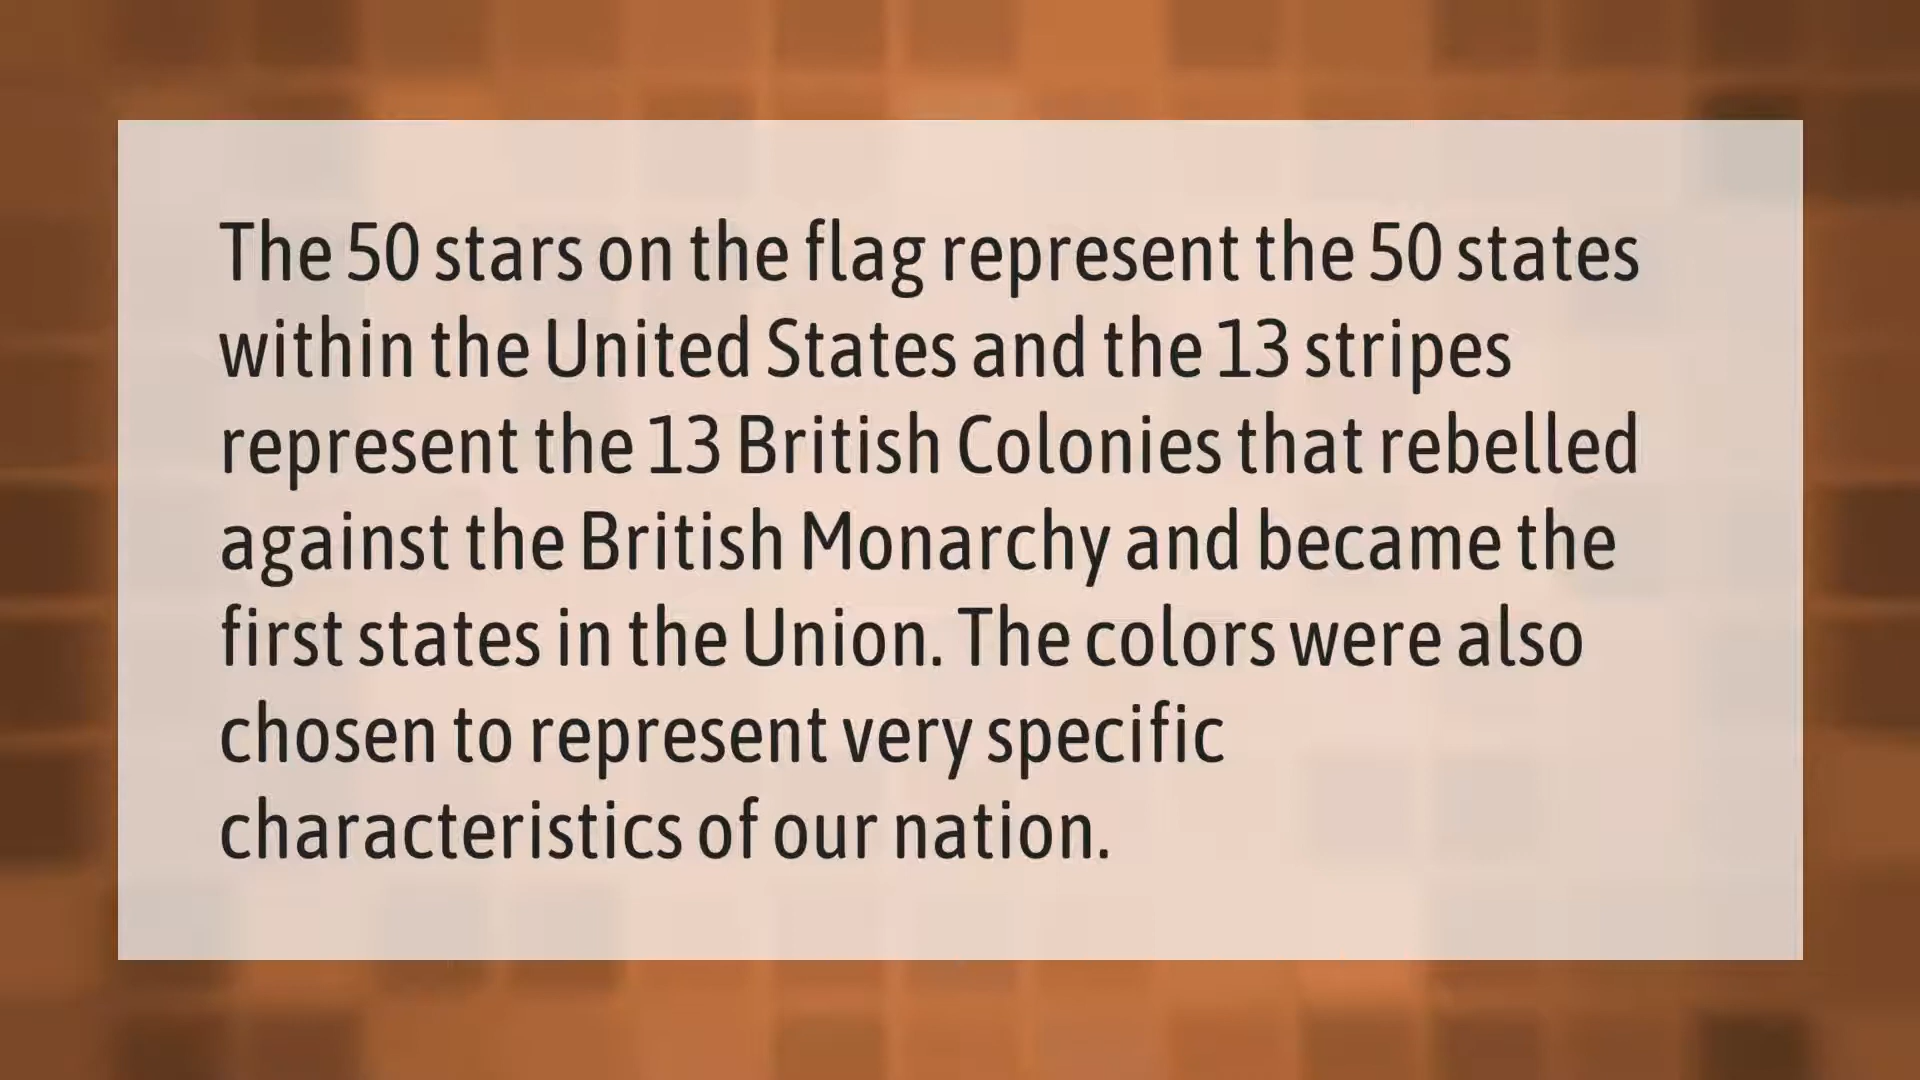 The 50 stars on the flag represent the 50 states
within the United States and the 13 stripes
represent the 13 British Colonies that rebelled
against the British Monarchy and became the
first states in the Union. The colors were also
chosen to represent very specific
characteristics of our nation.